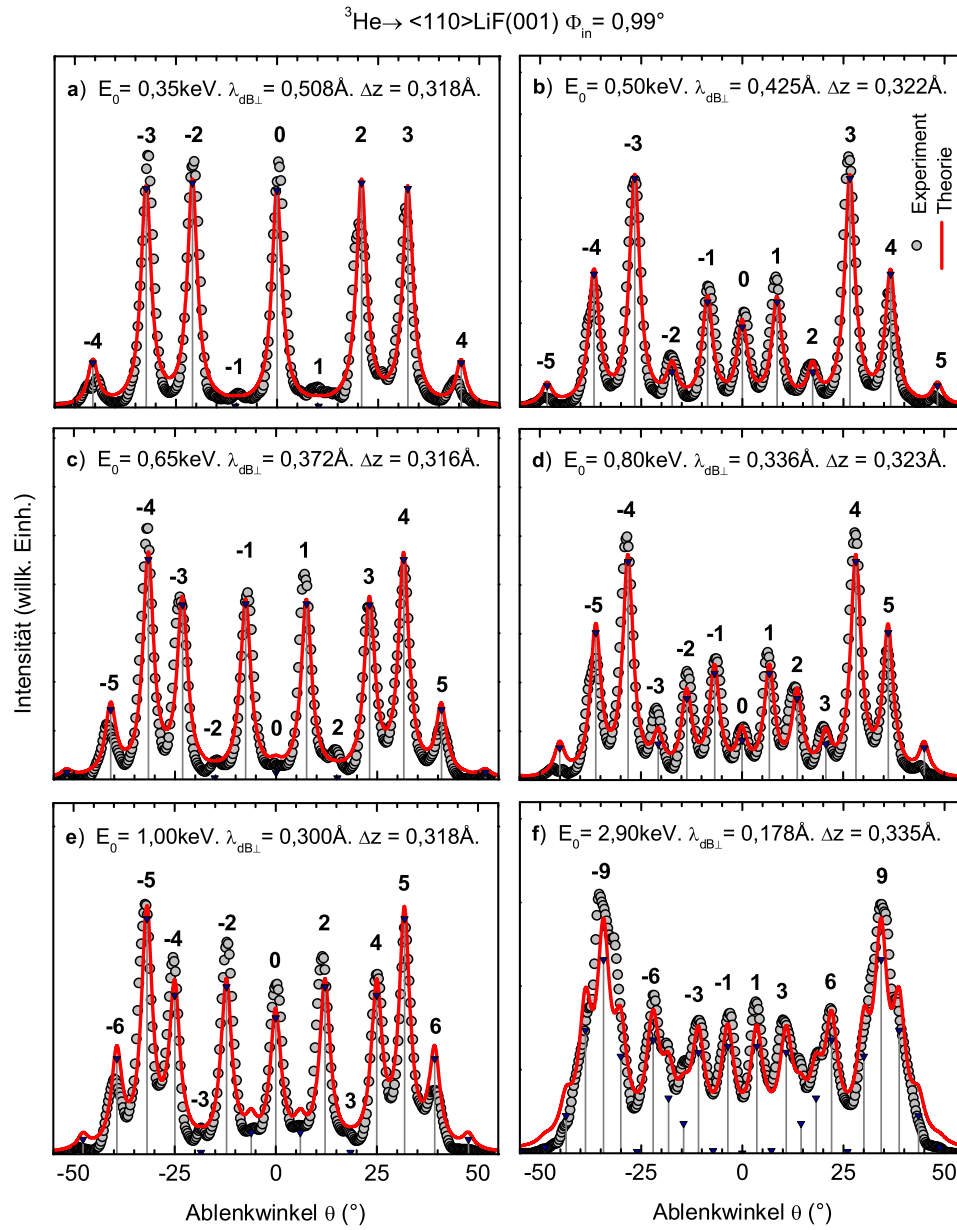 ³He→ <110>LiF(001) Φin= 0,99°
a) E₀= 0,35keV. λdB⊥ = 0,508Å. Δz = 0,318Å.
-4 -3 -2 -1 0 1 2 3 4
b) E₀= 0,50keV. λdB⊥ = 0,425Å. Δz = 0,322Å.
-5 -4 -3 -2 -1 0 1 2 3 4 5
Experiment
Theorie
c) E₀= 0,65keV. λdB⊥ = 0,372Å. Δz = 0,316Å.
-5 -4 -3 -2 -1 0 1 2 3 4 5
d) E₀= 0,80keV. λdB⊥ = 0,336Å. Δz = 0,323Å.
-5 -4 -3 -2 -1 0 1 2 3 4 5
Intensität (willk. Einh.)
e) E₀= 1,00keV. λdB⊥ = 0,300Å. Δz = 0,318Å.
-6 -5 -4 -3 -2 0 2 3 4 5 6
f) E₀= 2,90keV. λdB⊥ = 0,178Å. Δz = 0,335Å.
-9 -6 -3 -1 1 3 6 9
-50 -25 0 25 50
-50 -25 0 25 50
Ablenkwinkel θ (°)
Ablenkwinkel θ (°)